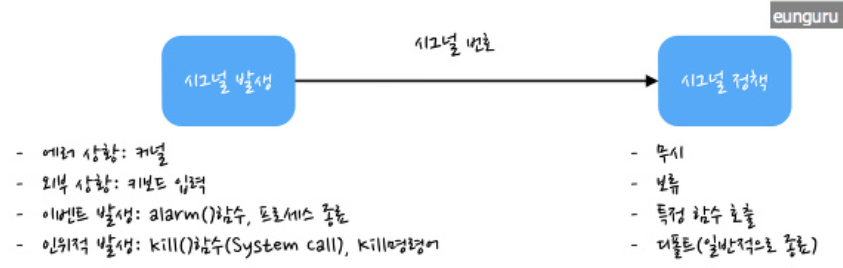 eunguru
시그널 번호
시그널 발생
시그널 정책
- 에러 상황: 커널
- 외부 상황: 키보드 입력
- 이벤트 발생: alarm()함수, 프로세스 종료
- 인위적 발생: kill()함수(System call), kill명령어
- 무시
- 보류
- 특정 함수 호출
- 디폴트(일반적으로 종료)